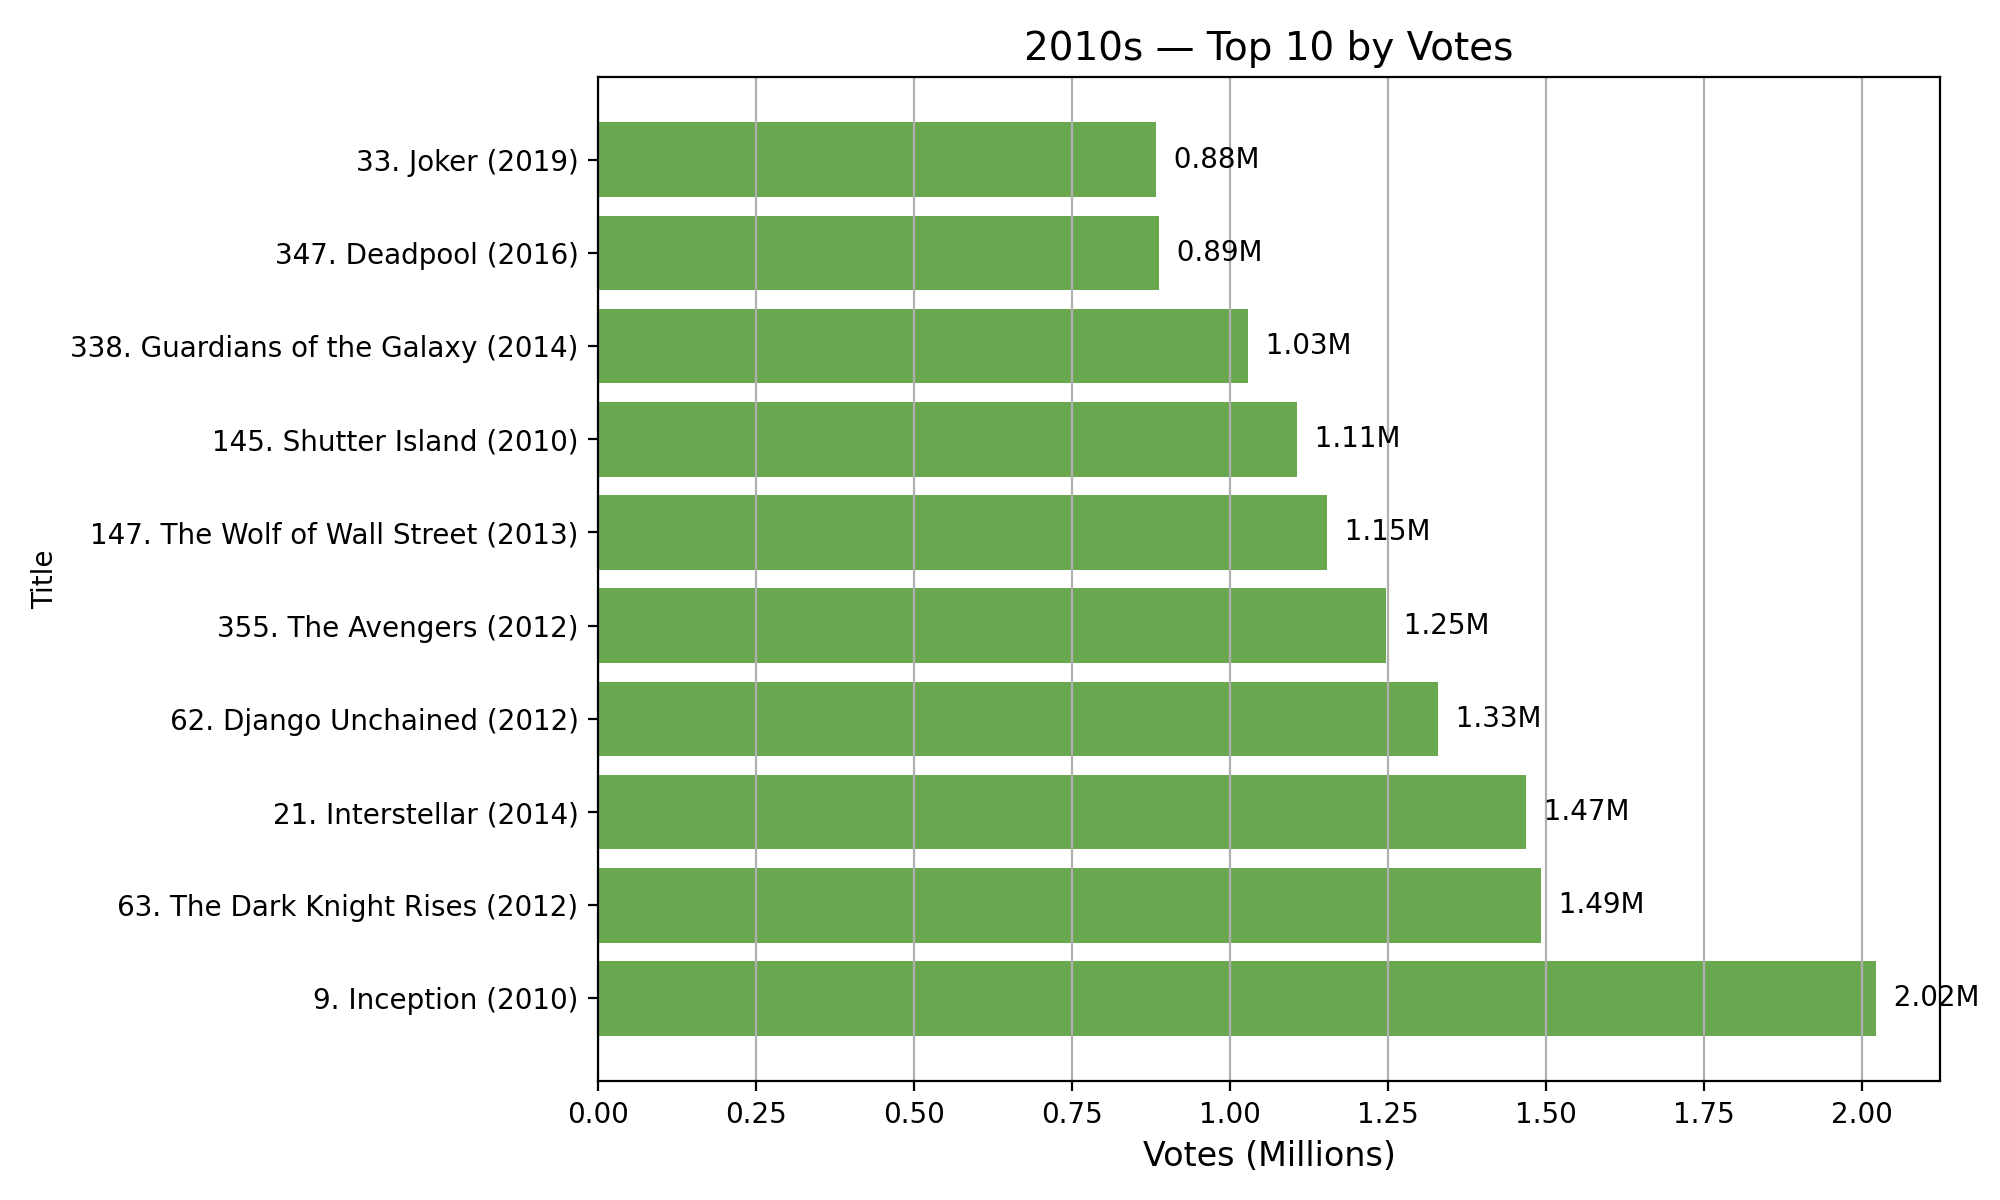 2010s — Top 10 by Votes
Title
33. Joker (2019)
0.88M
347. Deadpool (2016)
0.89M
338. Guardians of the Galaxy (2014)
1.03M
145. Shutter Island (2010)
1.11M
147. The Wolf of Wall Street (2013)
1.15M
355. The Avengers (2012)
1.25M
62. Django Unchained (2012)
1.33M
21. Interstellar (2014)
1.47M
63. The Dark Knight Rises (2012)
1.49M
9. Inception (2010)
2.02M
0.00 0.25 0.50 0.75 1.00 1.25 1.50 1.75 2.00
Votes (Millions)